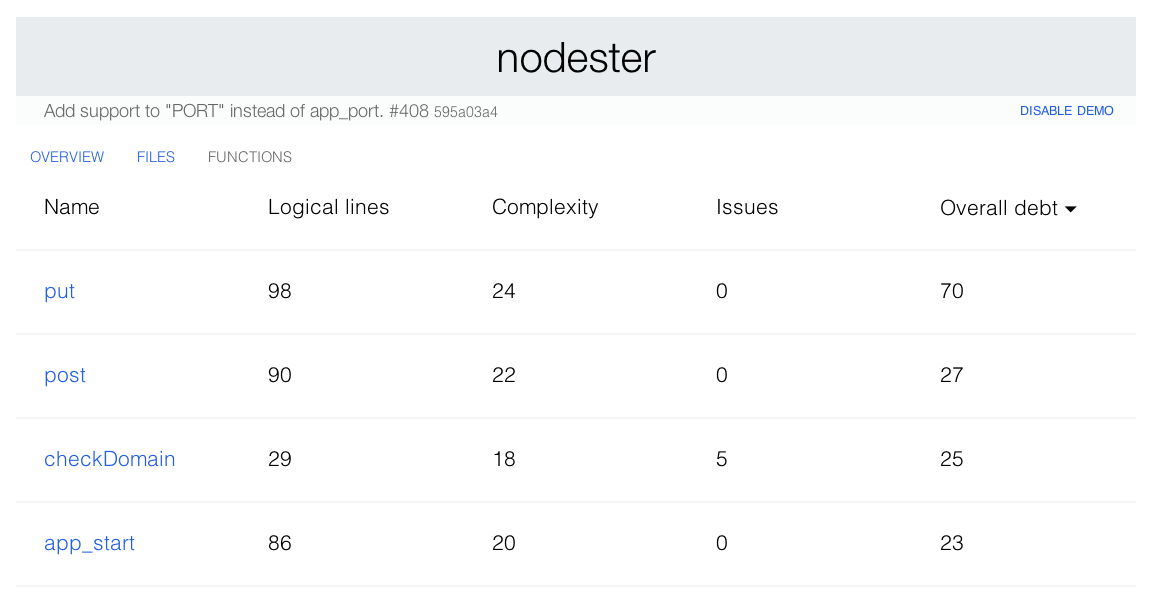 nodester
Add support to "PORT" instead of app_port. #408 595a03a4 DISABLE DEMO
OVERVIEW FILES FUNCTIONS
Name Logical lines Complexity Issues Overall debt
put 98 24 0 70
post 90 22 0 27
checkDomain 29 18 5 25
app_start 86 20 0 23